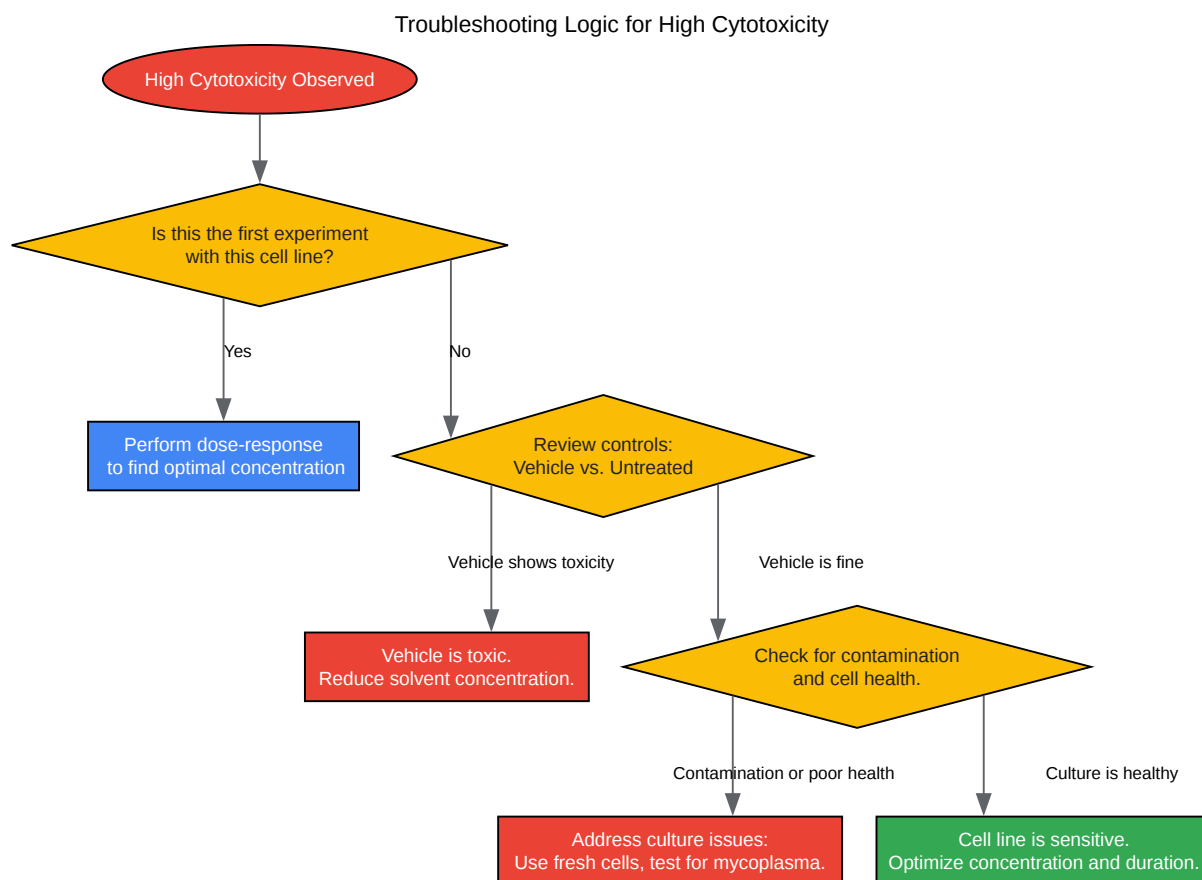 Troubleshooting Logic for High Cytotoxicity
High Cytotoxicity Observed
Is this the first experiment
with this cell line?
Yes
No
Perform dose-response
to find optimal concentration
Review controls:
Vehicle vs. Untreated
Vehicle shows toxicity
Vehicle is fine
Vehicle is toxic.
Reduce solvent concentration.
Check for contamination
and cell health.
Contamination or poor health
Culture is healthy
Address culture issues:
Use fresh cells, test for mycoplasma.
Cell line is sensitive.
Optimize concentration and duration.